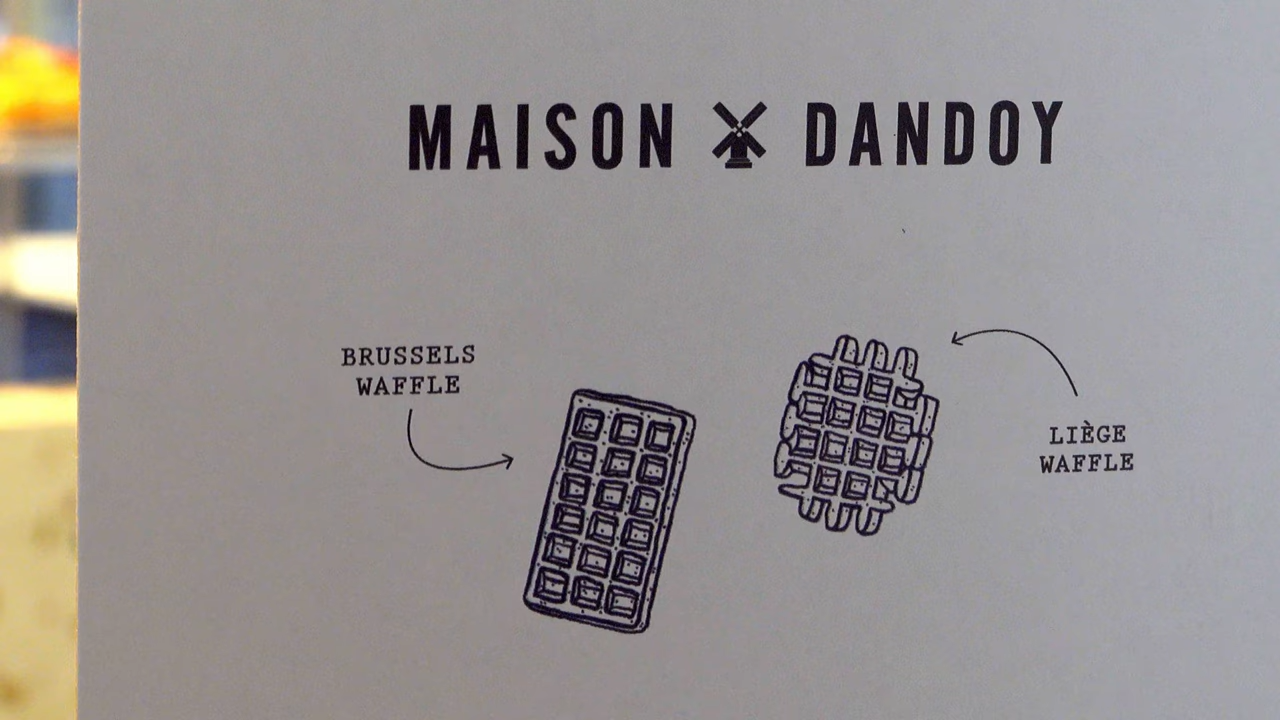 MAISON DANDOY
BRUSSELS
WAFFLE
LIÈGE
WAFFLE